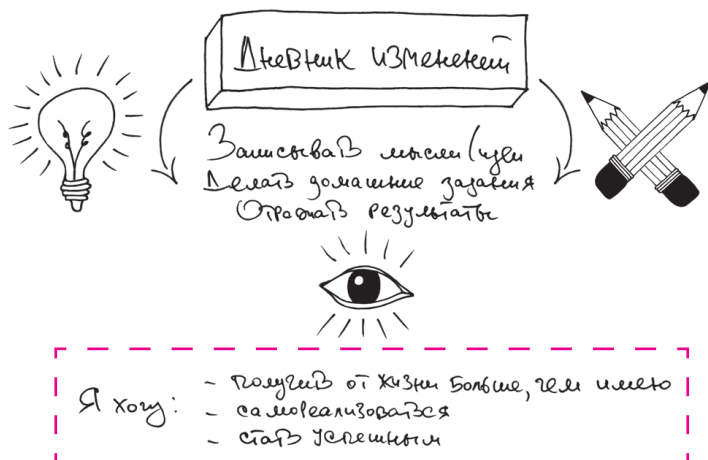 Дневник изменений
Записывать мысли/идеи
Делать домашние задания
Отражать результаты
Я хочу:
- получить от жизни больше, чем имею
- самореализоваться
- стать успешным